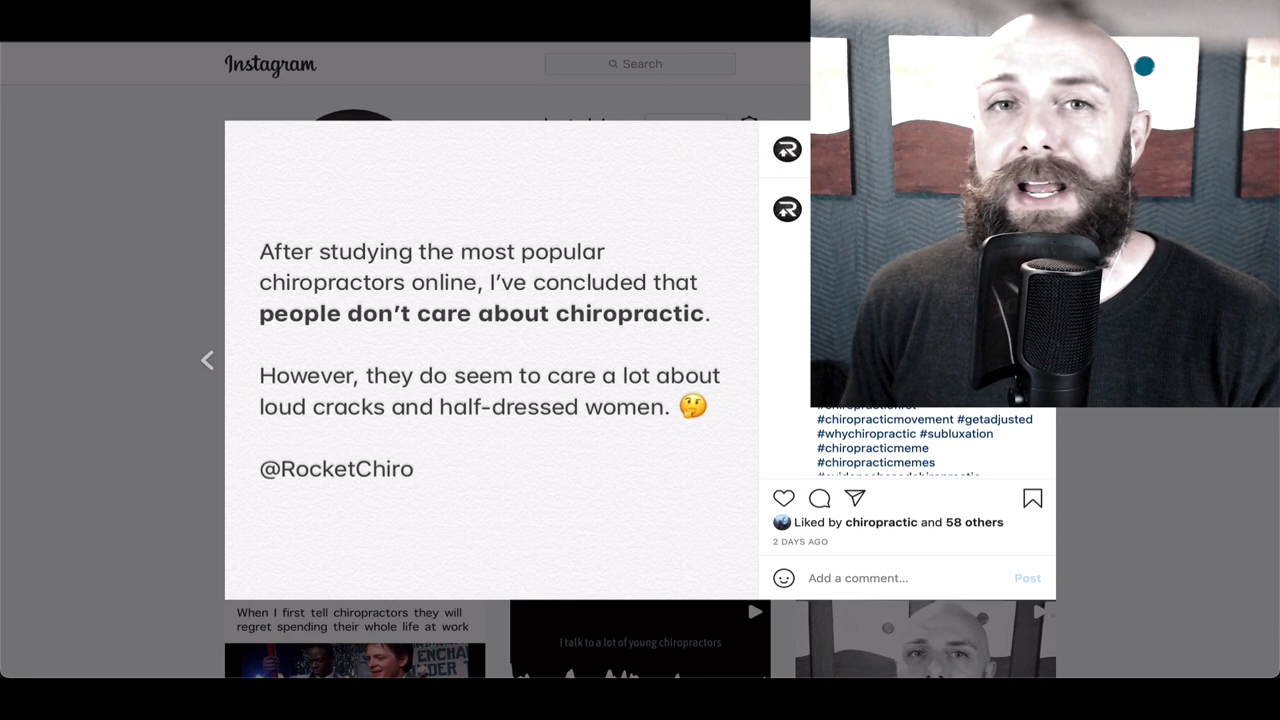 Instagram
Search
After studying the most popular
chiropractors online, I've concluded that
people don't care about chiropractic.
However, they do seem to care a lot about
loud cracks and half-dressed women. 🤔
@RocketChiro
#chiropracticmovement #getadjusted
#whychiropractic #subluxation
#chiropracticmeme
#chiropracticmemes
Liked by chiropractic and 58 others
2 DAYS AGO
Add a comment...
Post
When I first tell chiropractors they will
regret spending their whole life at work
I talk to a lot of young chiropractors
ENCHA